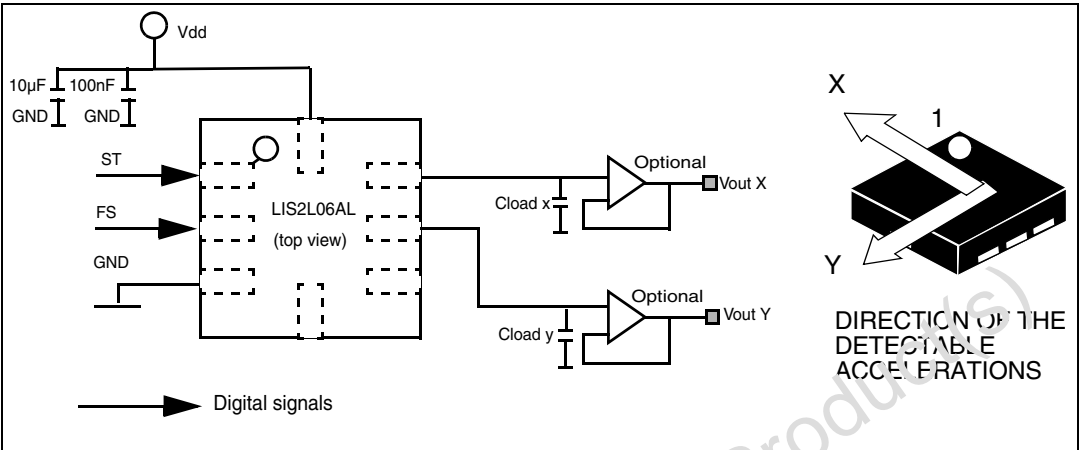 Vdd
10µF 100nF
GND GND
ST
FS
GND
LIS2L06AL
(top view)
Optional
Cload x
Vout X
Optional
Cload y
Vout Y
Digital signals
X
1
Y
DIRECTION OF THE
DETECTABLE
ACCELERATIONS
Product(s)